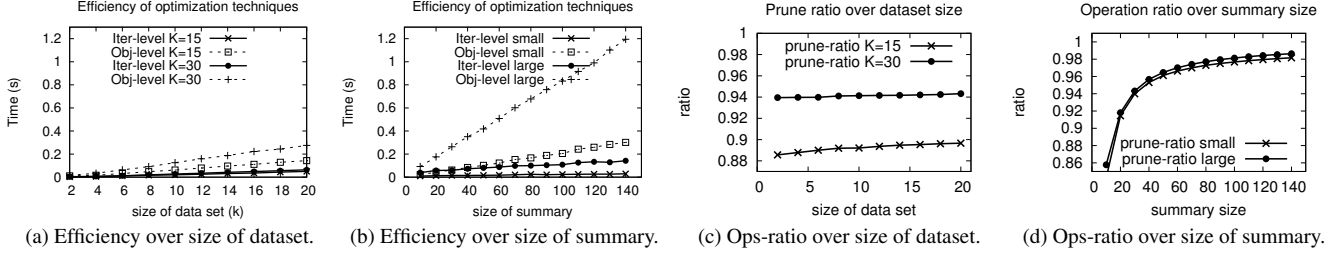 Efficiency of optimization techniques
Time (s)
1.2
1
0.8
0.6
0.4
0.2
0
Iter-level K=15
Obj-level K=15
Iter-level K=30
Obj-level K=30
2 4 6 8 10 12 14 16 18 20
size of data set (k)
(a) Efficiency over size of dataset.
Efficiency of optimization techniques
Time (s)
1.2
1
0.8
0.6
0.4
0.2
0
Iter-level small
Obj-level small
Iter-level large
Obj-level large
0 20 40 60 80 100 120 140
size of summary
(b) Efficiency over size of summary.
Prune ratio over dataset size
ratio
1
0.98
0.96
0.94
0.92
0.9
0.88
prune-ratio K=15
prune-ratio K=30
0 5 10 15 20
size of data set
(c) Ops-ratio over size of dataset.
Operation ratio over summary size
ratio
1
0.98
0.96
0.94
0.92
0.9
0.88
0.86
prune-ratio small
prune-ratio large
0 20 40 60 80 100 120 140
summary size
(d) Ops-ratio over size of summary.